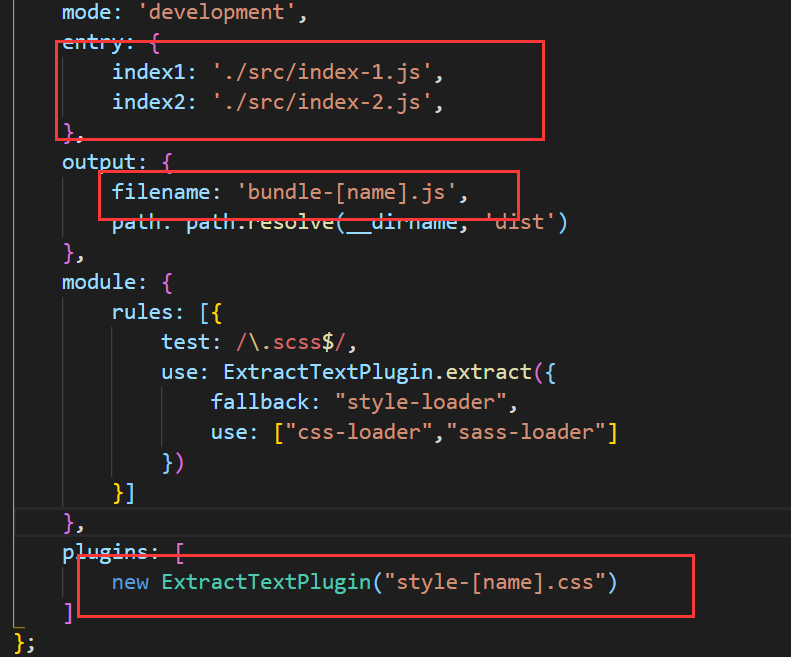 mode: 'development',
entry: {
index1: './src/index-1.js',
index2: './src/index-2.js',
},
output: {
filename: 'bundle-[name].js',
path: path.resolve(__dirname, 'dist')
},
module: {
rules: [{
test: /\.scss$/,
use: ExtractTextPlugin.extract({
fallback: "style-loader",
use: ["css-loader","sass-loader"]
})
}]
},
plugins: [
new ExtractTextPlugin("style-[name].css")
]
};